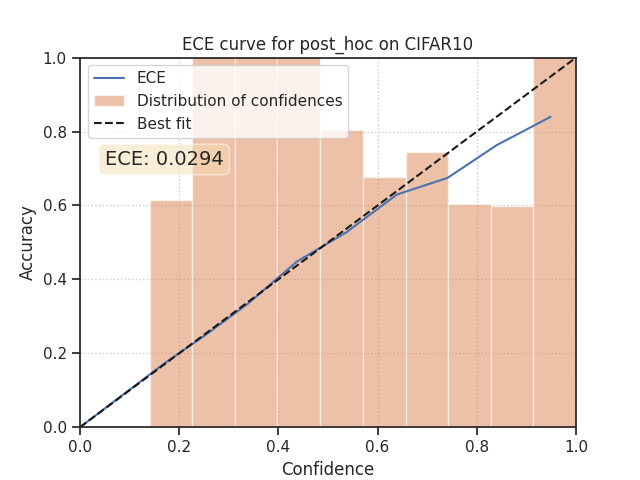 ECE curve for post_hoc on CIFAR10
1.0
0.8
0.6
0.4
0.2
0.0
Accuracy
ECE
Distribution of confidences
Best fit
ECE: 0.0294
0.0 0.2 0.4 0.6 0.8 1.0
Confidence